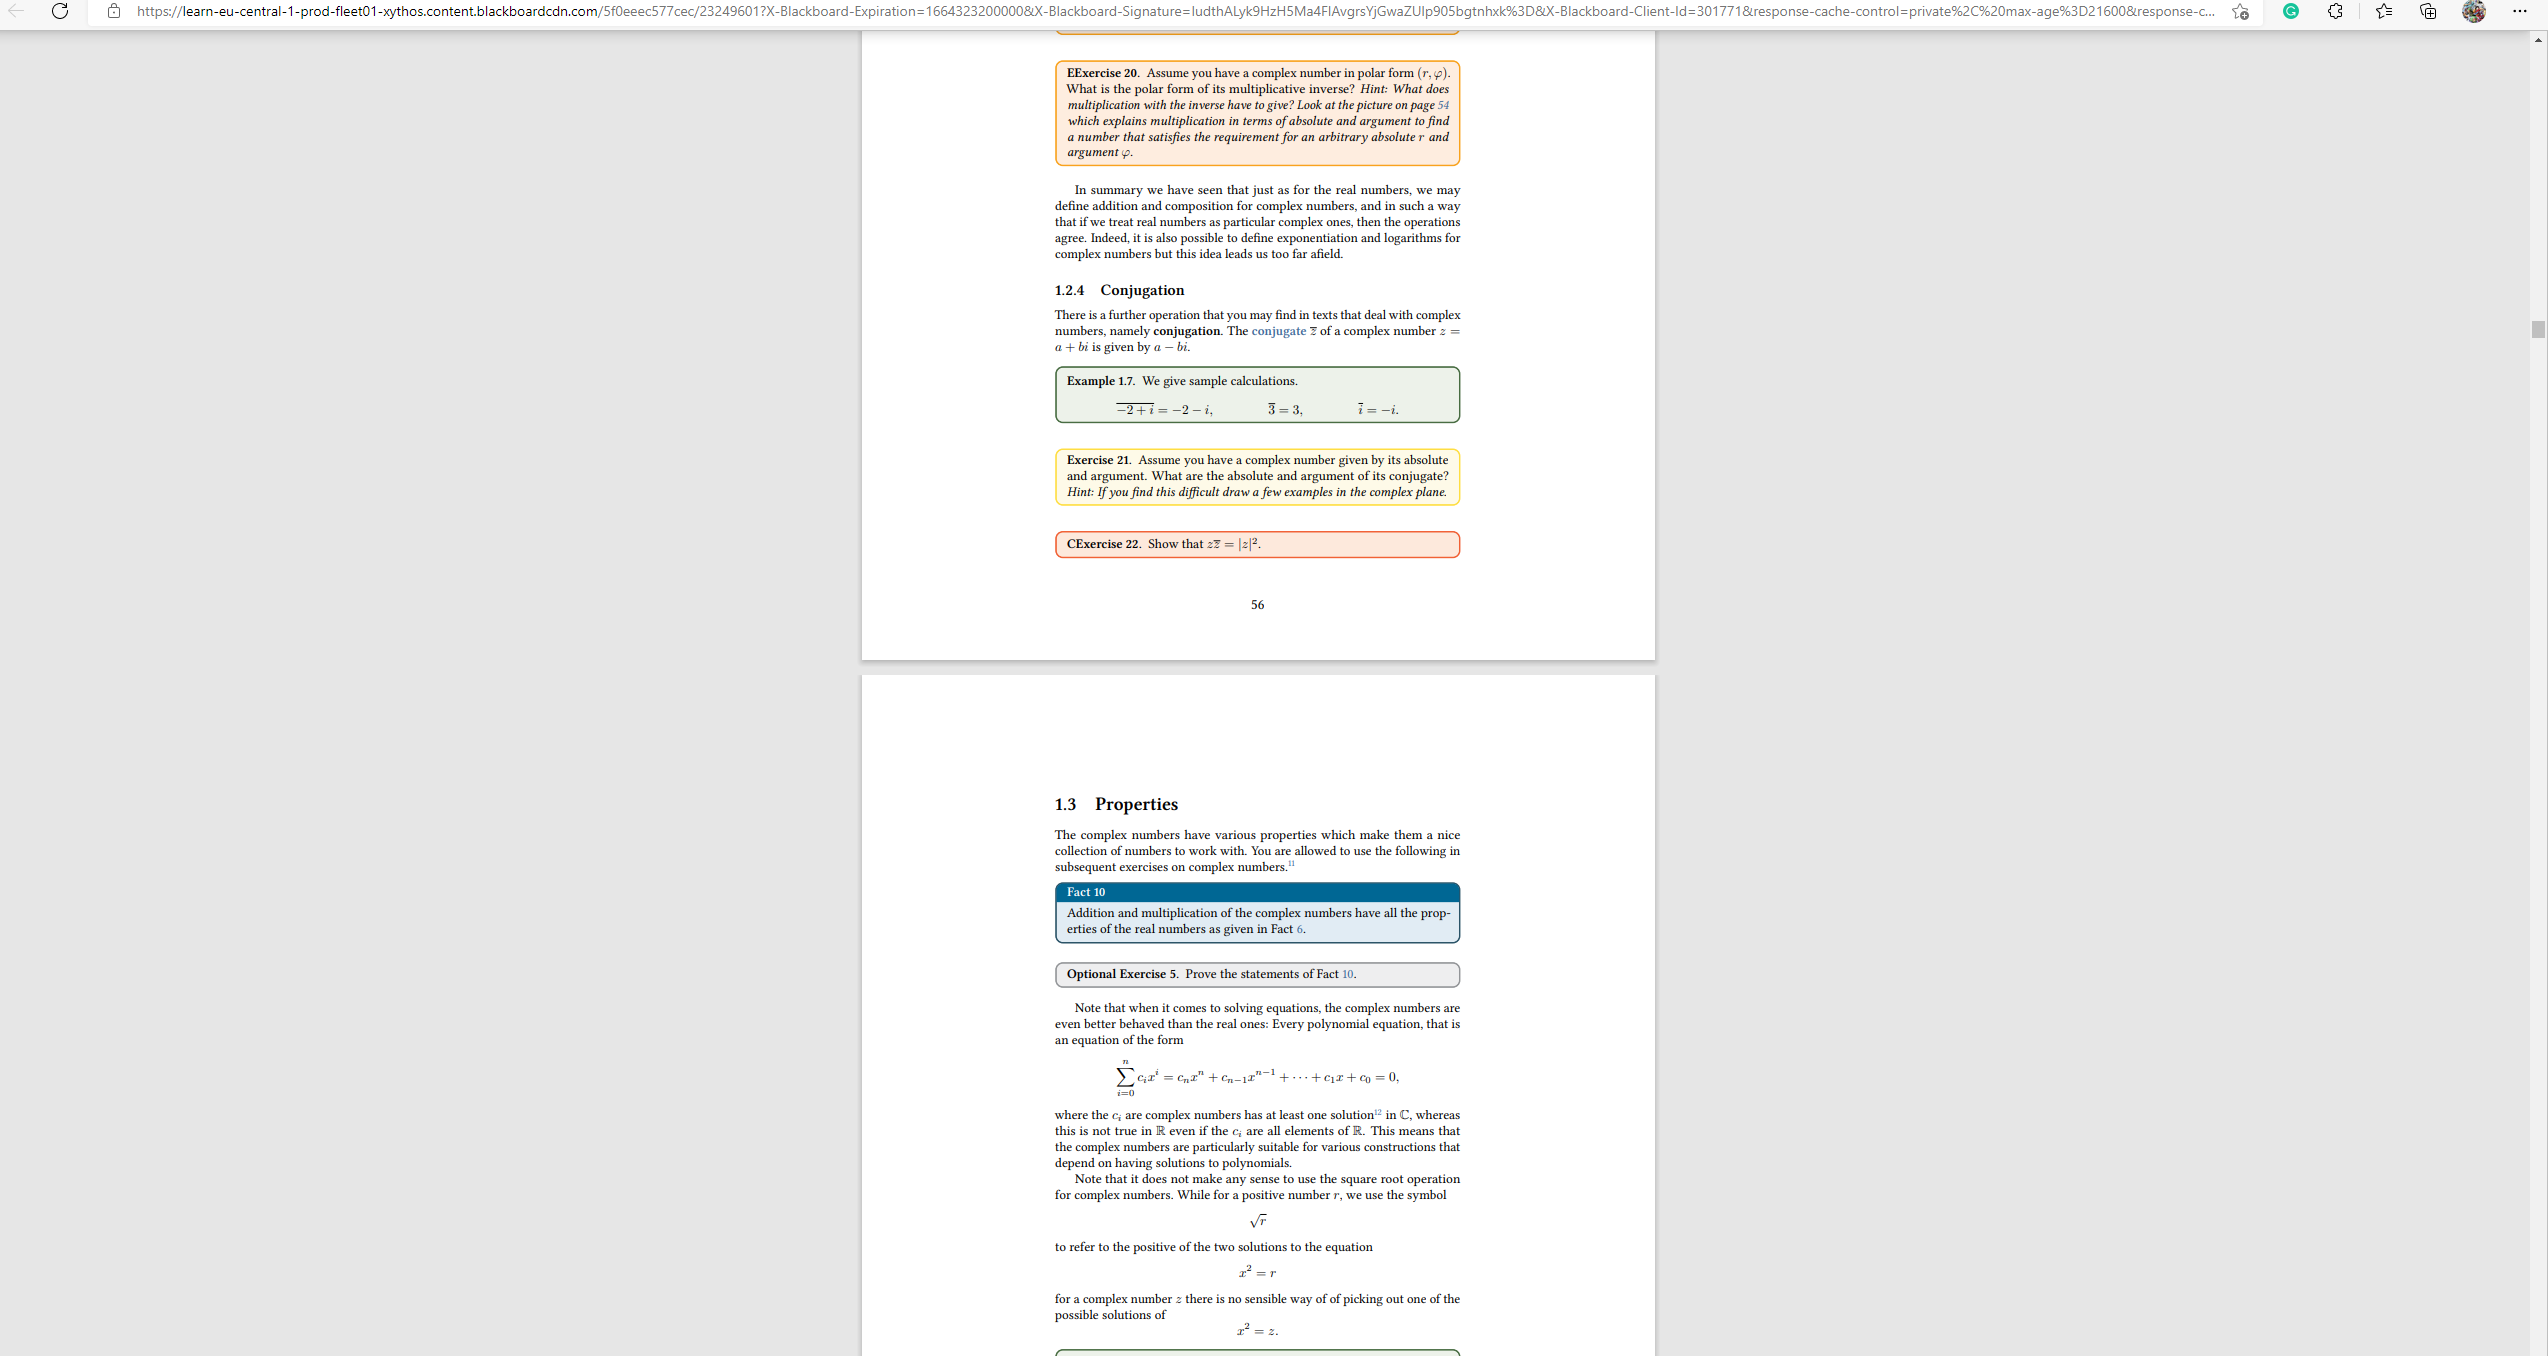 https://learn-eu-central-1-prod-fleet01-xythos.content.blackboardcdn.com/5f0eeec577cec/23249601?X-Blackboard-Expiration=1664323200000&X-Blackboard-Signature=IudthALyk9HzH5Ma4FIAvgrsYjGwaZUIp905bgtnhxk%3D&X-Blackboard-Client-Id=301771&response-cache-control=private%2C%20max-age%3D21600&response-c...
EExercise 20. Assume you have a complex number in polar form (r, φ).
What is the polar form of its multiplicative inverse? Hint: What does
multiplication with the inverse have to give? Look at the picture on page 54
which explains multiplication in terms of absolute and argument to find
a number that satisfies the requirement for an arbitrary absolute r and
argument φ.
In summary we have seen that just as for the real numbers, we may
define addition and composition for complex numbers, and in such a way
that if we treat real numbers as particular complex ones, then the operations
agree. Indeed, it is also possible to define exponentiation and logarithms for
complex numbers but this idea leads us too far afield.
1.2.4 Conjugation
There is a further operation that you may find in texts that deal with complex
numbers, namely conjugation. The conjugate z̅ of a complex number z =
a + bi is given by a − bi.
Example 1.7. We give sample calculations.
\overline{−2 + i} = −2 − i, \overline{3} = 3, \overline{i} = −i.
Exercise 21. Assume you have a complex number given by its absolute
and argument. What are the absolute and argument of its conjugate?
Hint: If you find this difficult draw a few examples in the complex plane.
CExercise 22. Show that zz̅ = |z|².
56
1.3 Properties
The complex numbers have various properties which make them a nice
collection of numbers to work with. You are allowed to use the following in
subsequent exercises on complex numbers.¹¹
Fact 10
Addition and multiplication of the complex numbers have all the prop-
erties of the real numbers as given in Fact 6.
Optional Exercise 5. Prove the statements of Fact 10.
Note that when it comes to solving equations, the complex numbers are
even better behaved than the real ones: Every polynomial equation, that is
an equation of the form
\sum_{i=0}^{n} c_i x^i = c_n x^n + c_{n−1} x^{n−1} + ··· + c_1 x + c_0 = 0,
where the c_i are complex numbers has at least one solution¹² in ℂ, whereas
this is not true in ℝ even if the c_i are all elements of ℝ. This means that
the complex numbers are particularly suitable for various constructions that
depend on having solutions to polynomials.
Note that it does not make any sense to use the square root operation
for complex numbers. While for a positive number r, we use the symbol
√r
to refer to the positive of the two solutions to the equation
x² = r
for a complex number z there is no sensible way of of picking out one of the
possible solutions of
x² = z.